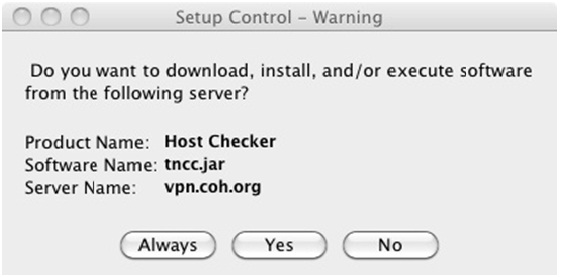 Setup Control – Warning
Do you want to download, install, and/or execute software
from the following server?
Product Name: Host Checker
Software Name: tncc.jar
Server Name: vpn.coh.org
Always Yes No